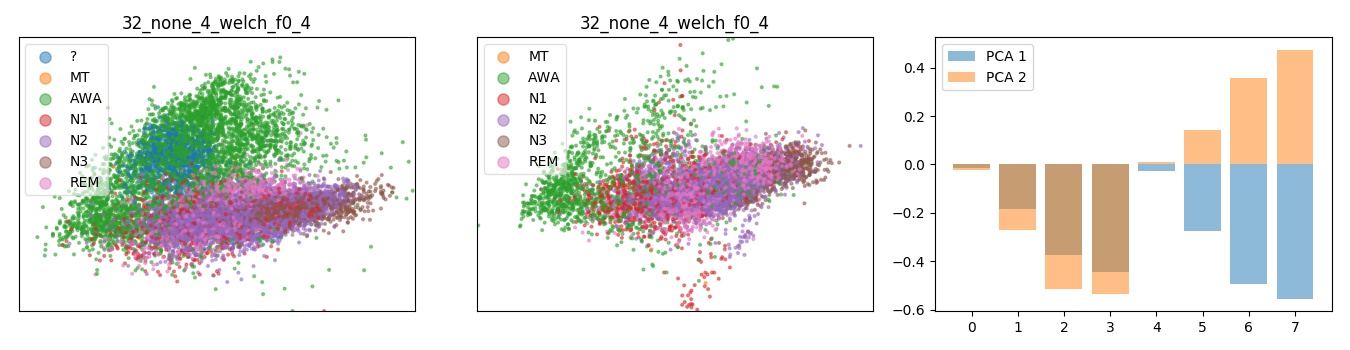 32_none_4_welch_f0_4
?
MT
AWA
N1
N2
N3
REM
32_none_4_welch_f0_4
MT
AWA
N1
N2
N3
REM
PCA 1
PCA 2
0.4
0.2
0.0
−0.2
−0.4
−0.6
0 1 2 3 4 5 6 7